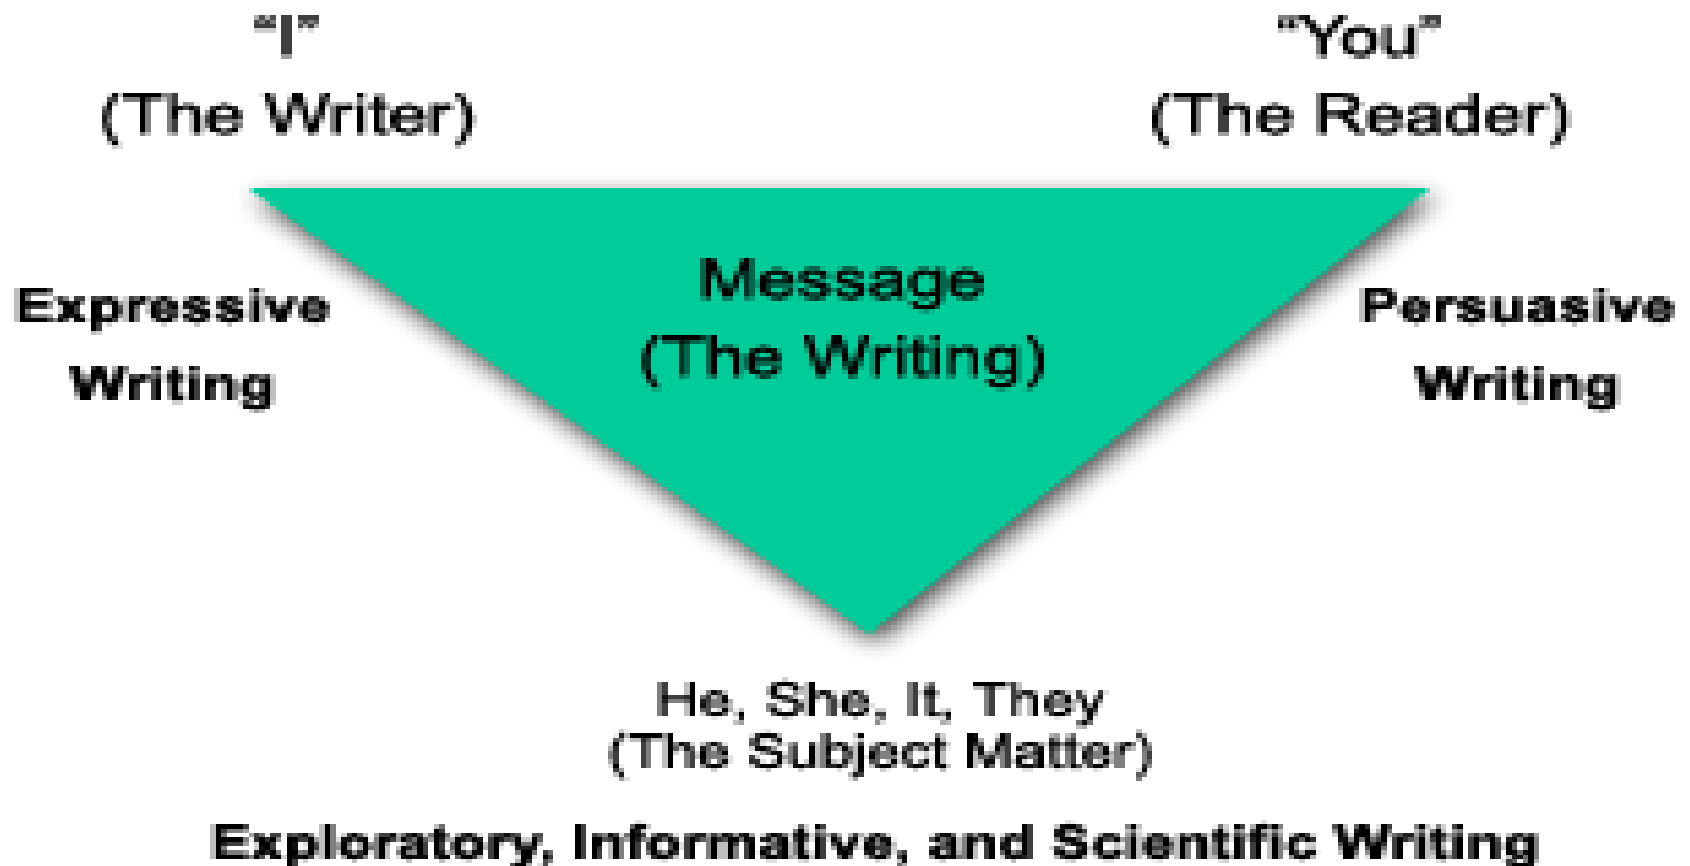 “I”
(The Writer)
“You”
(The Reader)
Message
(The Writing)
Expressive
Writing
Persuasive
Writing
He, She, It, They
(The Subject Matter)
Exploratory, Informative, and Scientific Writing